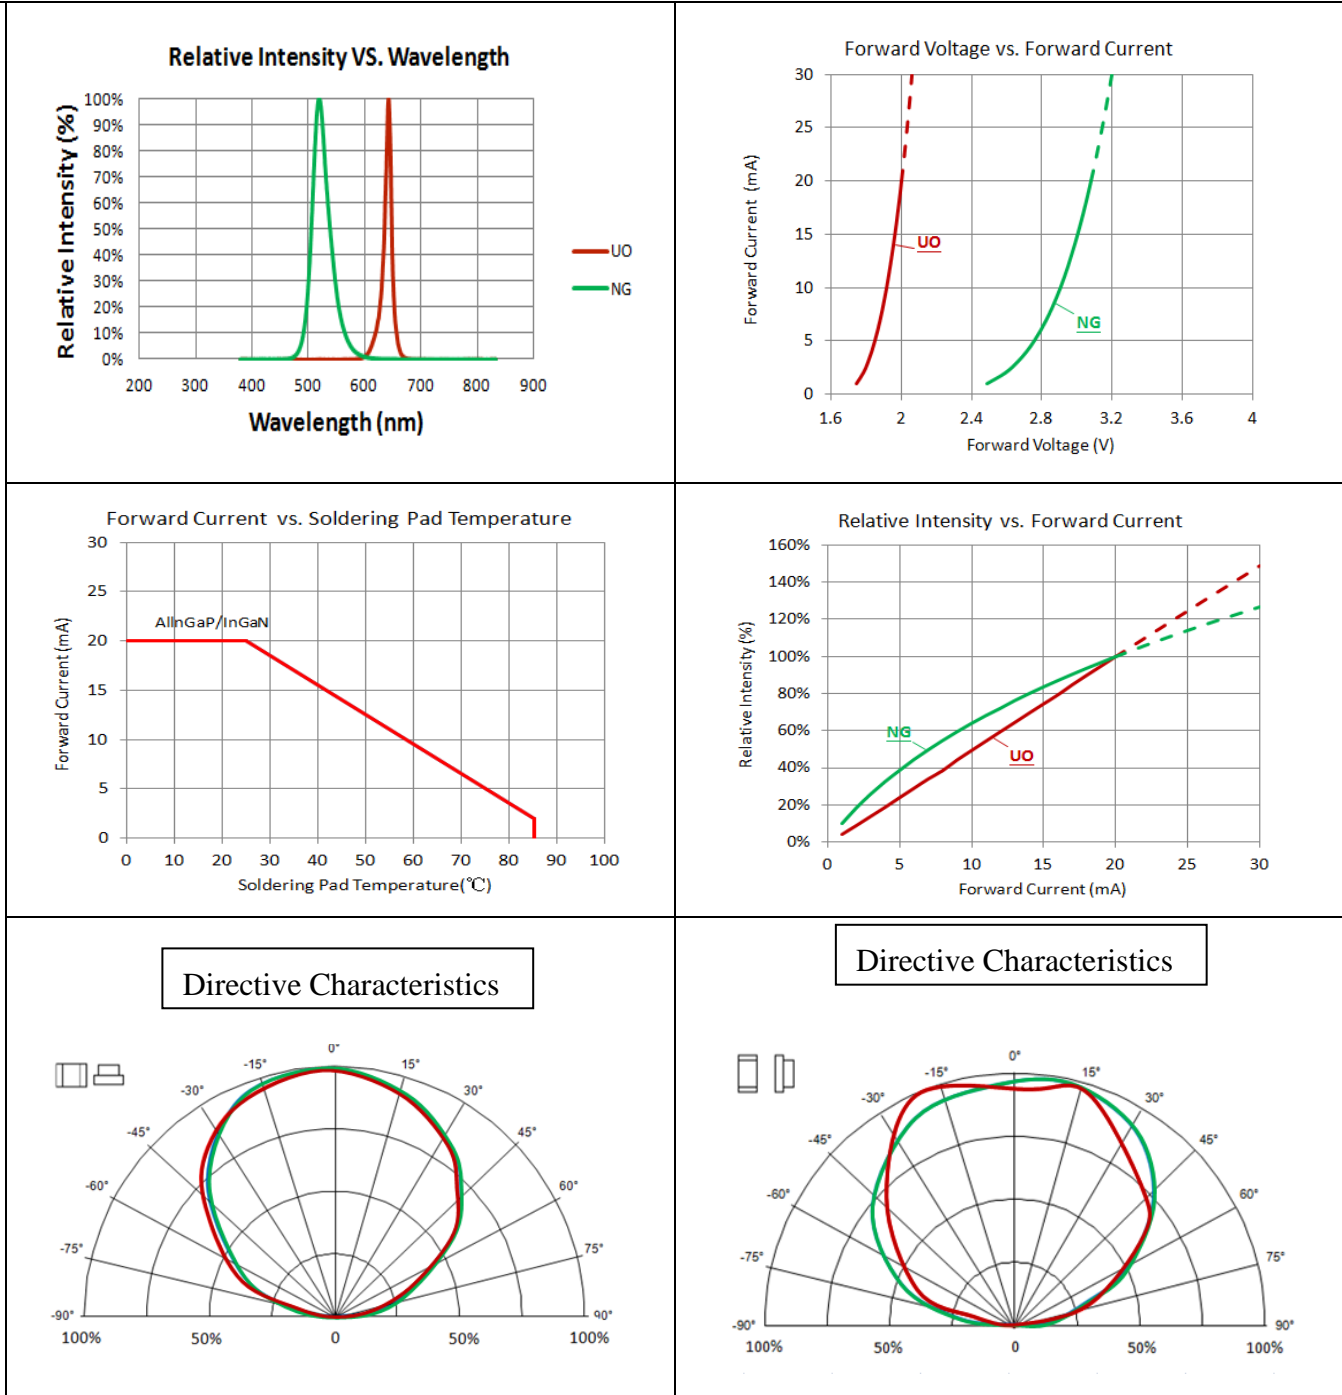 Relative Intensity VS. Wavelength
Relative Intensity (%)
100%
90%
80%
70%
60%
50%
40%
30%
20%
10%
0%
200 300 400 500 600 700 800 900
Wavelength (nm)
UO
NG
Forward Voltage vs. Forward Current
Forward Current (mA)
30
25
20
15
10
5
0
UO
NG
1.6 2 2.4 2.8 3.2 3.6 4
Forward Voltage (V)
Forward Current vs. Soldering Pad Temperature
Forward Current (mA)
30
25
20
15
10
5
0
AlInGaP/InGaN
0 10 20 30 40 50 60 70 80 90 100
Soldering Pad Temperature(℃)
Relative Intensity vs. Forward Current
Relative Intensity (%)
160%
140%
120%
100%
80%
60%
40%
20%
0%
NG
UO
0 5 10 15 20 25 30
Forward Current (mA)
Directive Characteristics
0°
-15° 15°
-30° 30°
-45° 45°
-60° 60°
-75° 75°
-90° 90°
100% 50% 0 50% 100%
Directive Characteristics
0°
-15° 15°
-30° 30°
-45° 45°
-60° 60°
-75° 75°
-90° 90°
100% 50% 0 50% 100%